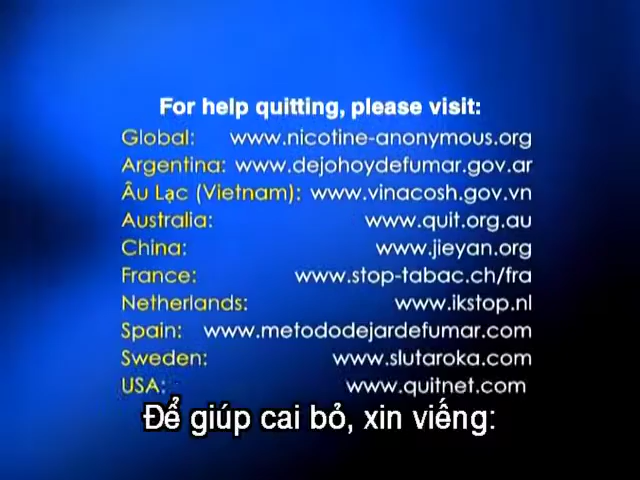 For help quitting, please visit:
Global: www.nicotine-anonymous.org
Argentina: www.dejohoydefumar.gov.ar
Âu Lạc (Vietnam): www.vinacosh.gov.vn
Australia: www.quit.org.au
China: www.jieyan.org
France: www.stop-tabac.ch/fra
Netherlands: www.ikstop.nl
Spain: www.metododejardefumar.com
Sweden: www.slutaroka.com
USA: www.quitnet.com
Để giúp cai bỏ, xin viếng: